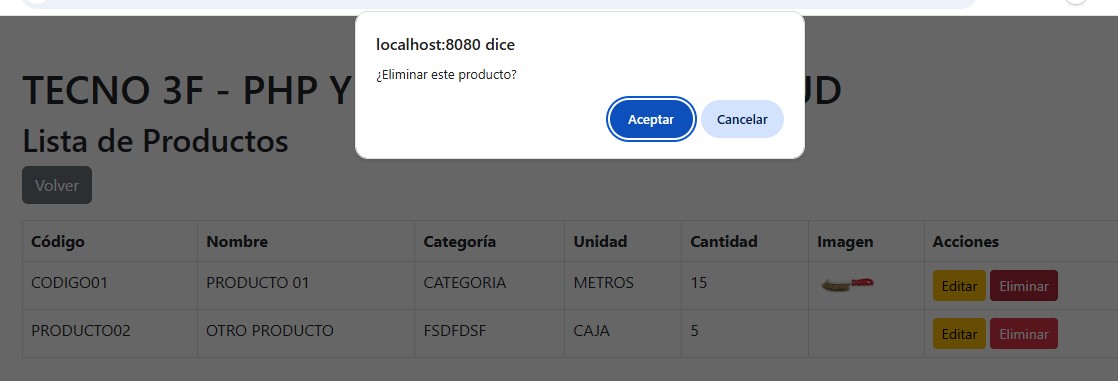 localhost:8080 dice
¿Eliminar este producto?
Aceptar Cancelar
TECNO 3F - PHP Y
Lista de Productos
Volver
Código Nombre Categoría Unidad Cantidad Imagen Acciones
CODIGO01 PRODUCTO 01 CATEGORIA METROS 15 Editar Eliminar
PRODUCTO02 OTRO PRODUCTO FSDFDSF CAJA 5 Editar Eliminar